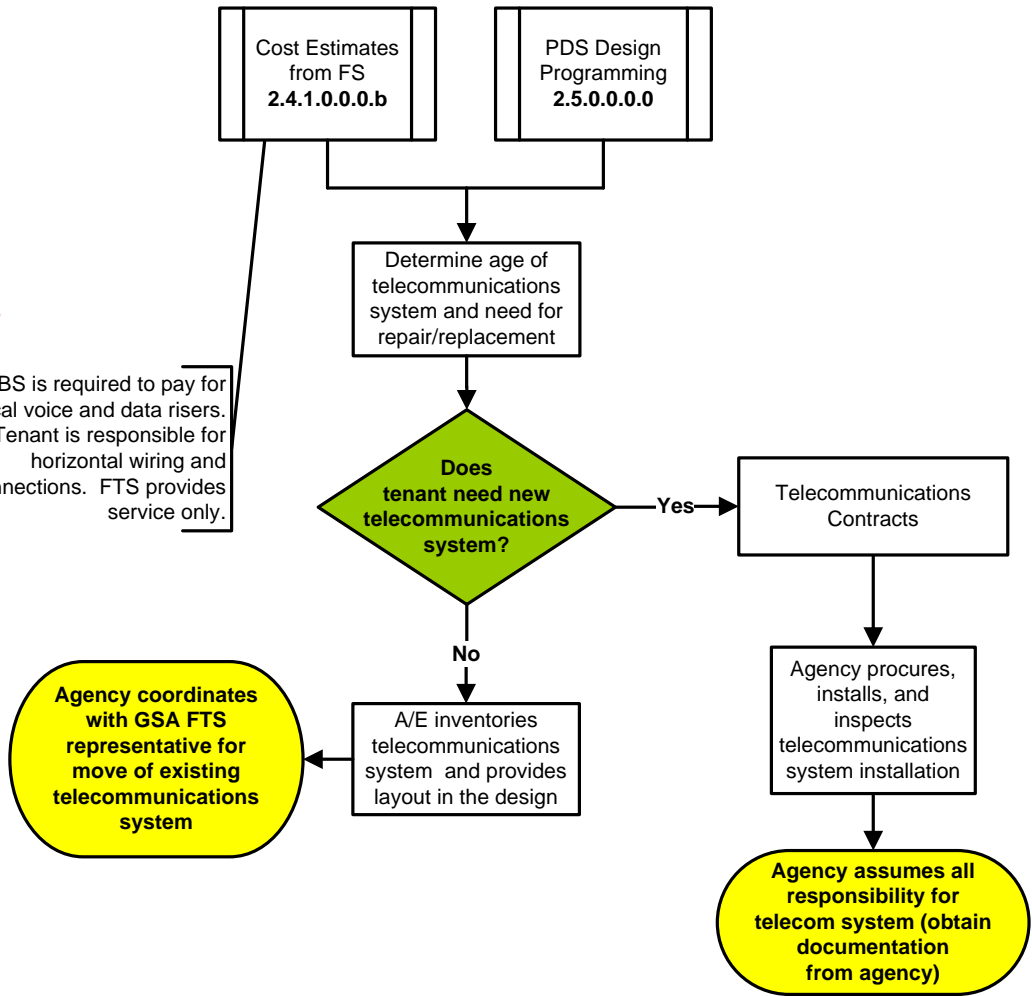 Cost Estimates
from FS
2.4.1.0.0.0.b
PDS Design
Programming
2.5.0.0.0.0
Determine age of
telecommunications
system and need for
repair/replacement
BS is required to pay for
voice and data risers.
Tenant is responsible for
horizontal wiring and
FTS provides
service only.
Does
tenant need new
telecommunications
system?
Yes
Telecommunications
Contracts
No
Agency coordinates
with GSA FTS
representative for
move of existing
telecommunications
system
A/E inventories
telecommunications
system and provides
layout in the design
Agency procures,
installs, and
inspects
telecommunications
system installation
Agency assumes all
responsibility for
telecom system (obtain
documentation
from agency)